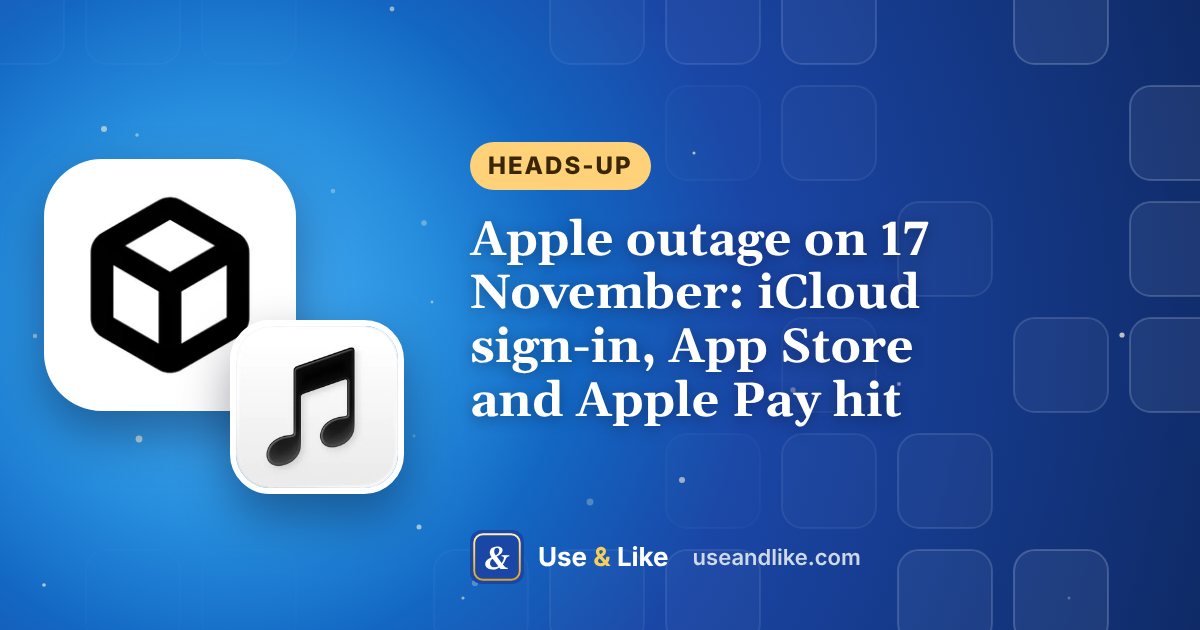 HEADS-UP
Apple outage on 17
November: iCloud
sign-in, App Store
and Apple Pay hit
& Use & Like useandlike.com